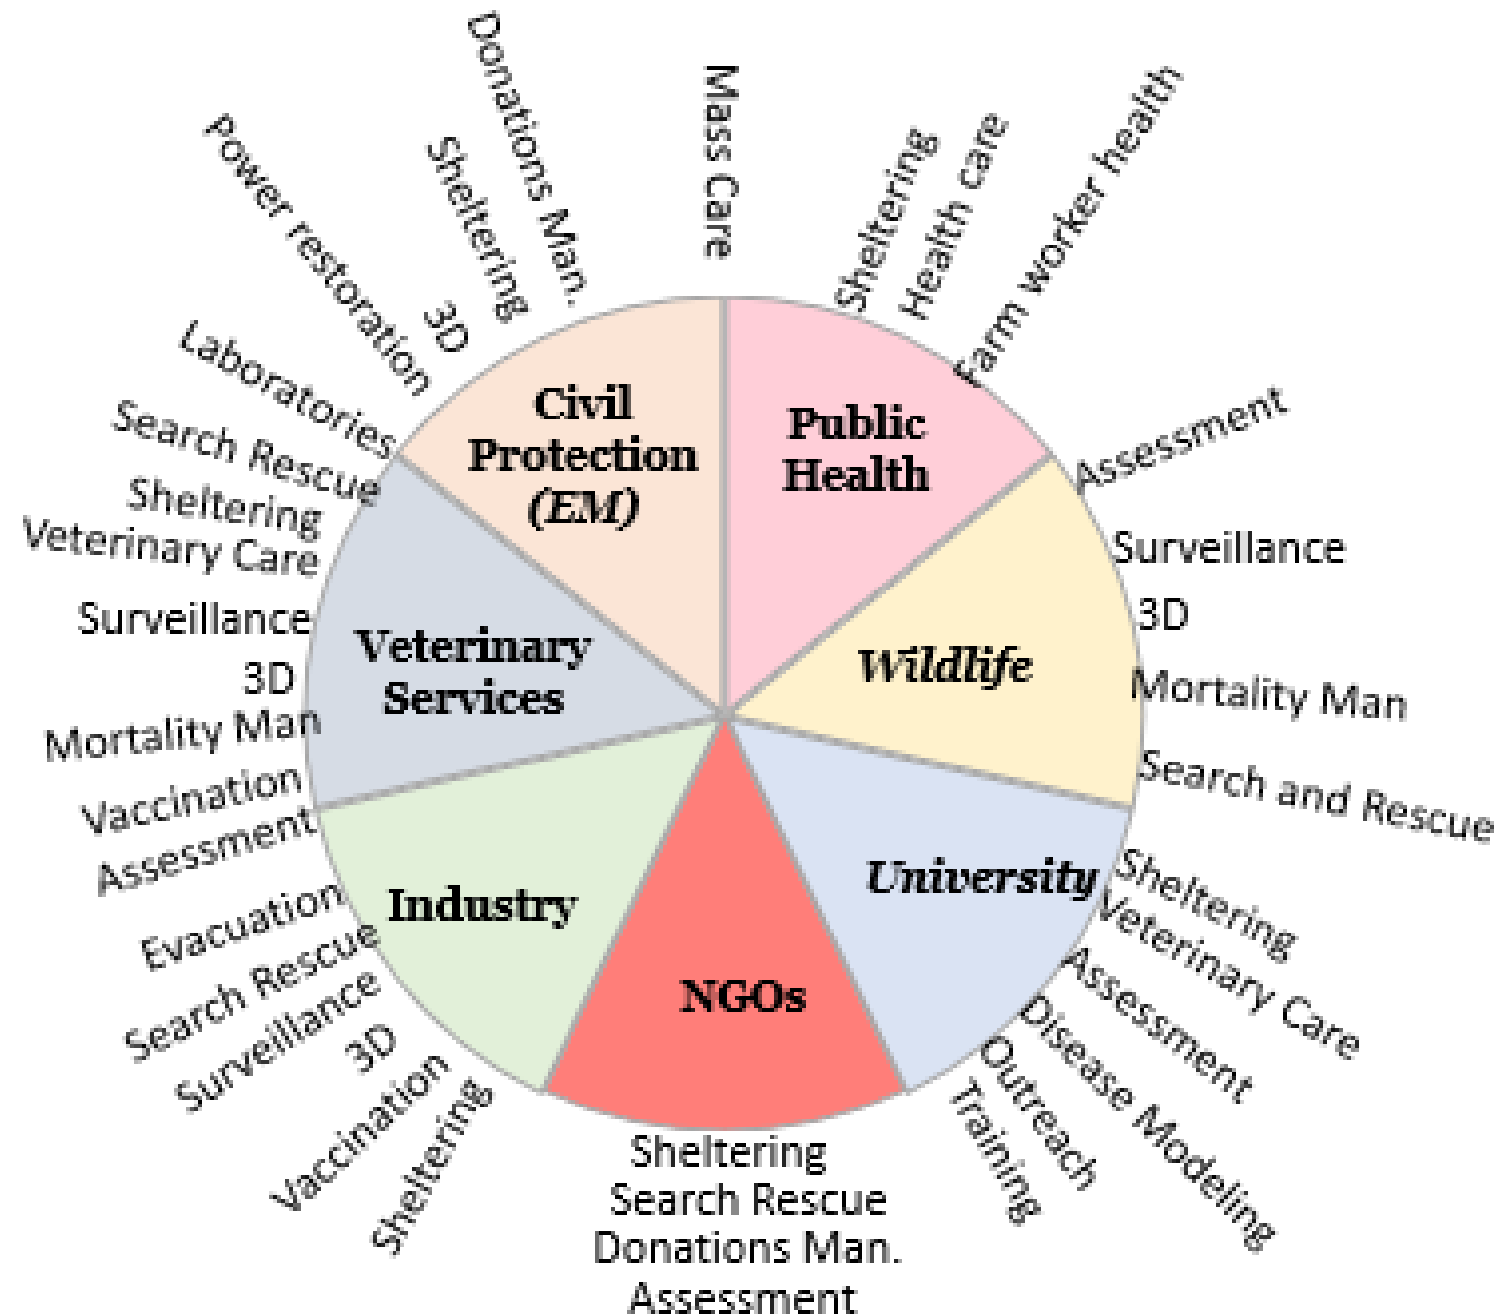 Mass Care
Sheltering
Health care
Farm worker health
Public
Health
Assessment
Surveillance
3D
Mortality Man
Search and Rescue
Wildlife
Sheltering
Veterinary Care
Assessment
Disease Modeling
Outreach
Training
University
NGOs
Sheltering
Search Rescue
Donations Man.
Assessment
Industry
Evacuation
Search Rescue
Surveillance
3D
Vaccination
Sheltering
Veterinary
Services
Laboratories
Search Rescue
Sheltering
Veterinary Care
Surveillance
3D
Mortality Man
Vaccination
Assessment
Civil
Protection
(EM)
Power restoration
3D
Sheltering
Donations Man.